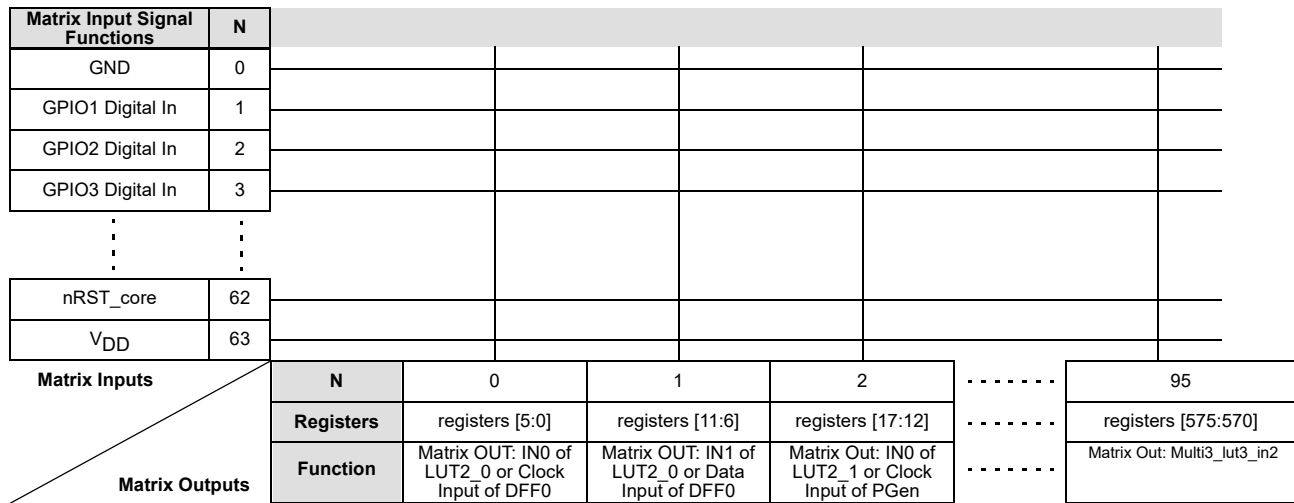 Matrix Input Signal
Functions
N
GND
0
GPIO1 Digital In
1
GPIO2 Digital In
2
GPIO3 Digital In
3
nRST_core
62
VDD
63
Matrix Inputs
Matrix Outputs
N
0
1
2
95
Registers
registers [5:0]
registers [11:6]
registers [17:12]
registers [575:570]
Function
Matrix OUT: IN0 of
LUT2_0 or Clock
Input of DFF0
Matrix OUT: IN1 of
LUT2_0 or Data
Input of DFF0
Matrix Out: IN0 of
LUT2_1 or Clock
Input of PGen
Matrix Out: Multi3_lut3_in2